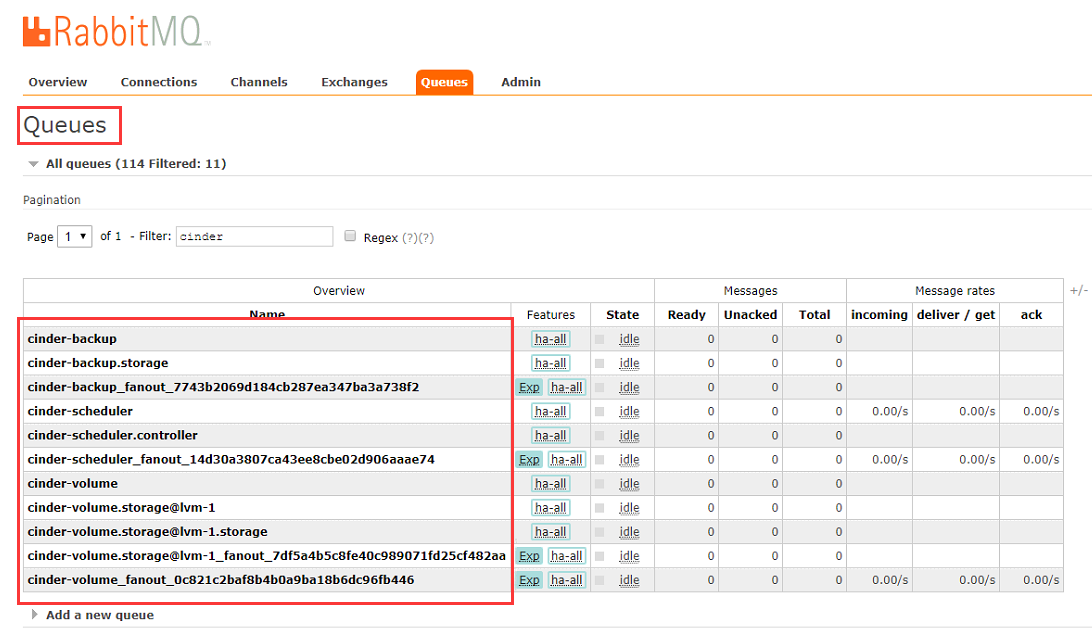 RabbitMQ™
Overview Connections Channels Exchanges Queues Admin
Queues
All queues (114 Filtered: 11)
Pagination
Page 1 of 1 - Filter: cinder Regex (?)(?)
Overview Messages Message rates +/-
Name Features State Ready Unacked Total incoming deliver / get ack
cinder-backup ha-all idle 0 0 0
cinder-backup.storage ha-all idle 0 0 0
cinder-backup_fanout_7743b2069d184cb287ea347ba3a738f2 Exp ha-all idle 0 0 0
cinder-scheduler ha-all idle 0 0 0 0.00/s 0.00/s 0.00/s
cinder-scheduler.controller ha-all idle 0 0 0
cinder-scheduler_fanout_14d30a3807ca43ee8cbe02d906aaae74 Exp ha-all idle 0 0 0 0.00/s 0.00/s 0.00/s
cinder-volume ha-all idle 0 0 0
cinder-volume.storage@lvm-1 ha-all idle 0 0 0
cinder-volume.storage@lvm-1.storage ha-all idle 0 0 0
cinder-volume.storage@lvm-1_fanout_7df5a4b5c8fe40c989071fd25cf482aa Exp ha-all idle 0 0 0
cinder-volume_fanout_0c821c2baf8b4b0a9ba18b6dc96fb446 Exp ha-all idle 0 0 0 0.00/s 0.00/s 0.00/s
Add a new queue